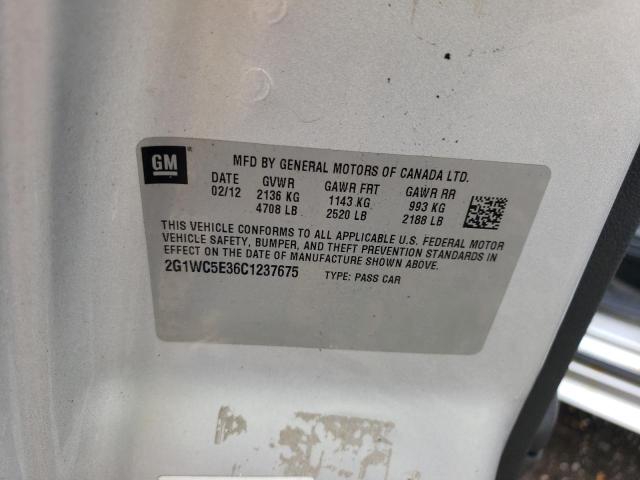 GM
MFD BY GENERAL MOTORS OF CANADA LTD.
DATE GVWR GAWR FRT GAWR RR
02/12 2136 KG 1143 KG 993 KG
4708 LB 2520 LB 2188 LB
THIS VEHICLE CONFORMS TO ALL APPLICABLE U.S. FEDERAL MOTOR
VEHICLE SAFETY, BUMPER, AND THEFT PREVENTION STANDARDS
IN EFFECT ON THE DATE OF MANUFACTURE SHOWN ABOVE.
2G1WC5E36C1237675 TYPE: PASS CAR